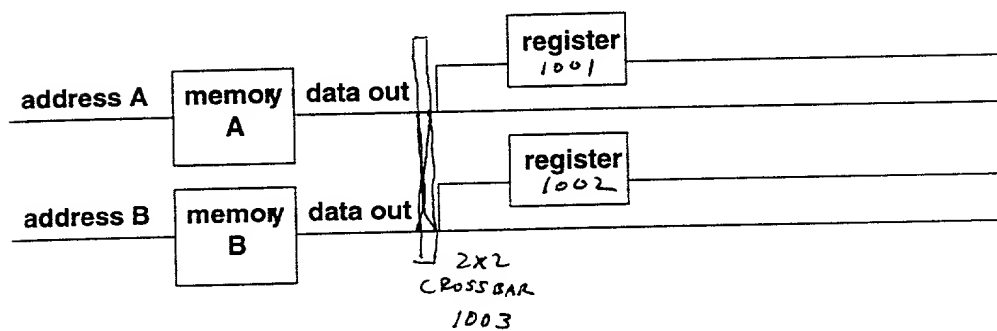 register
1001
address A
memory
A
data out
register
1002
address B
memory
B
data out
2x2
CROSSBAR
1003